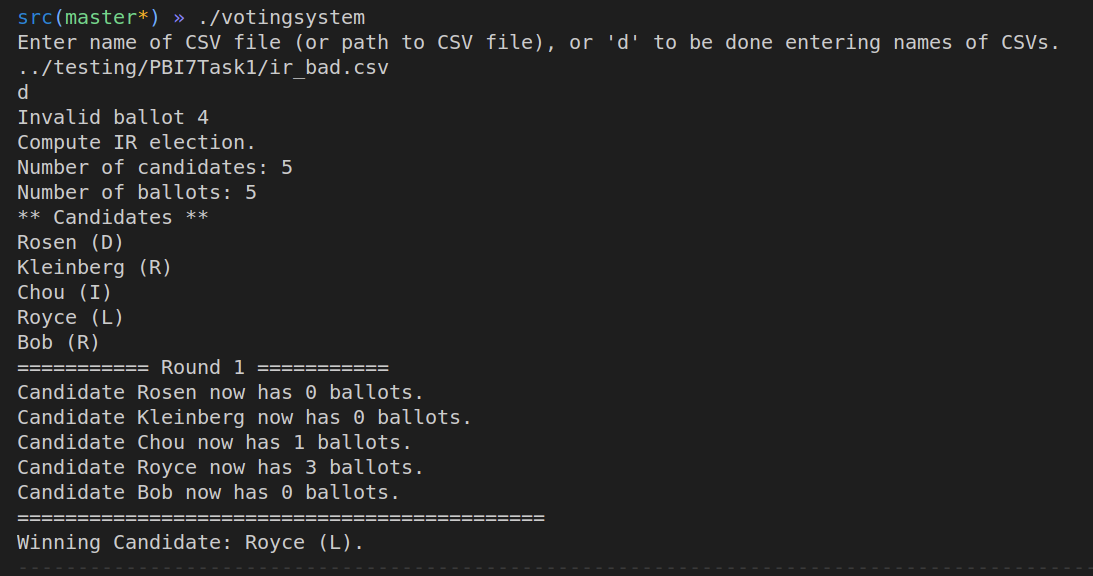 src(master*) » ./votingsystem
Enter name of CSV file (or path to CSV file), or 'd' to be done entering names of CSVs.
../testing/PBI7Task1/ir_bad.csv
d
Invalid ballot 4
Compute IR election.
Number of candidates: 5
Number of ballots: 5
** Candidates **
Rosen (D)
Kleinberg (R)
Chou (I)
Royce (L)
Bob (R)
=========== Round 1 ===========
Candidate Rosen now has 0 ballots.
Candidate Kleinberg now has 0 ballots.
Candidate Chou now has 1 ballots.
Candidate Royce now has 3 ballots.
Candidate Bob now has 0 ballots.
============================================
Winning Candidate: Royce (L).